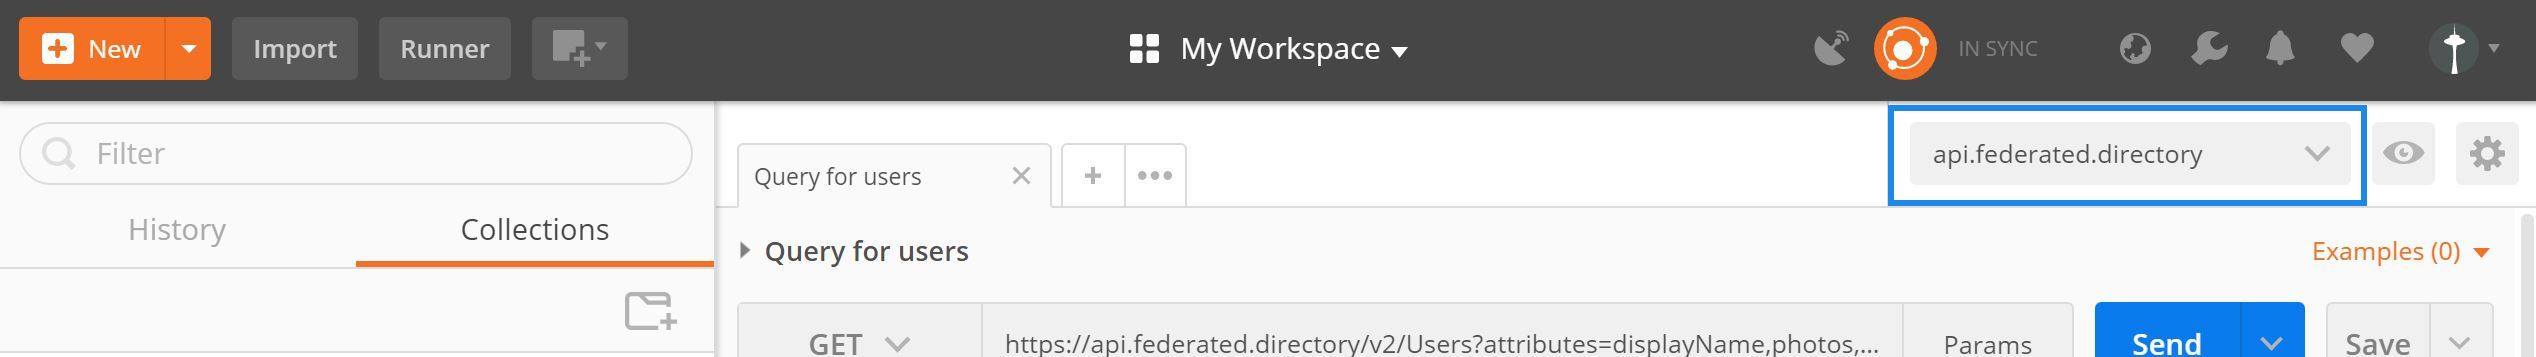 New Import Runner My Workspace IN SYNC
Filter
api.federated.directory
Query for users
History Collections
Query for users
Examples (0)
GET https://api.federated.directory/v2/Users?attributes=displayName,photos,... Params Send Save